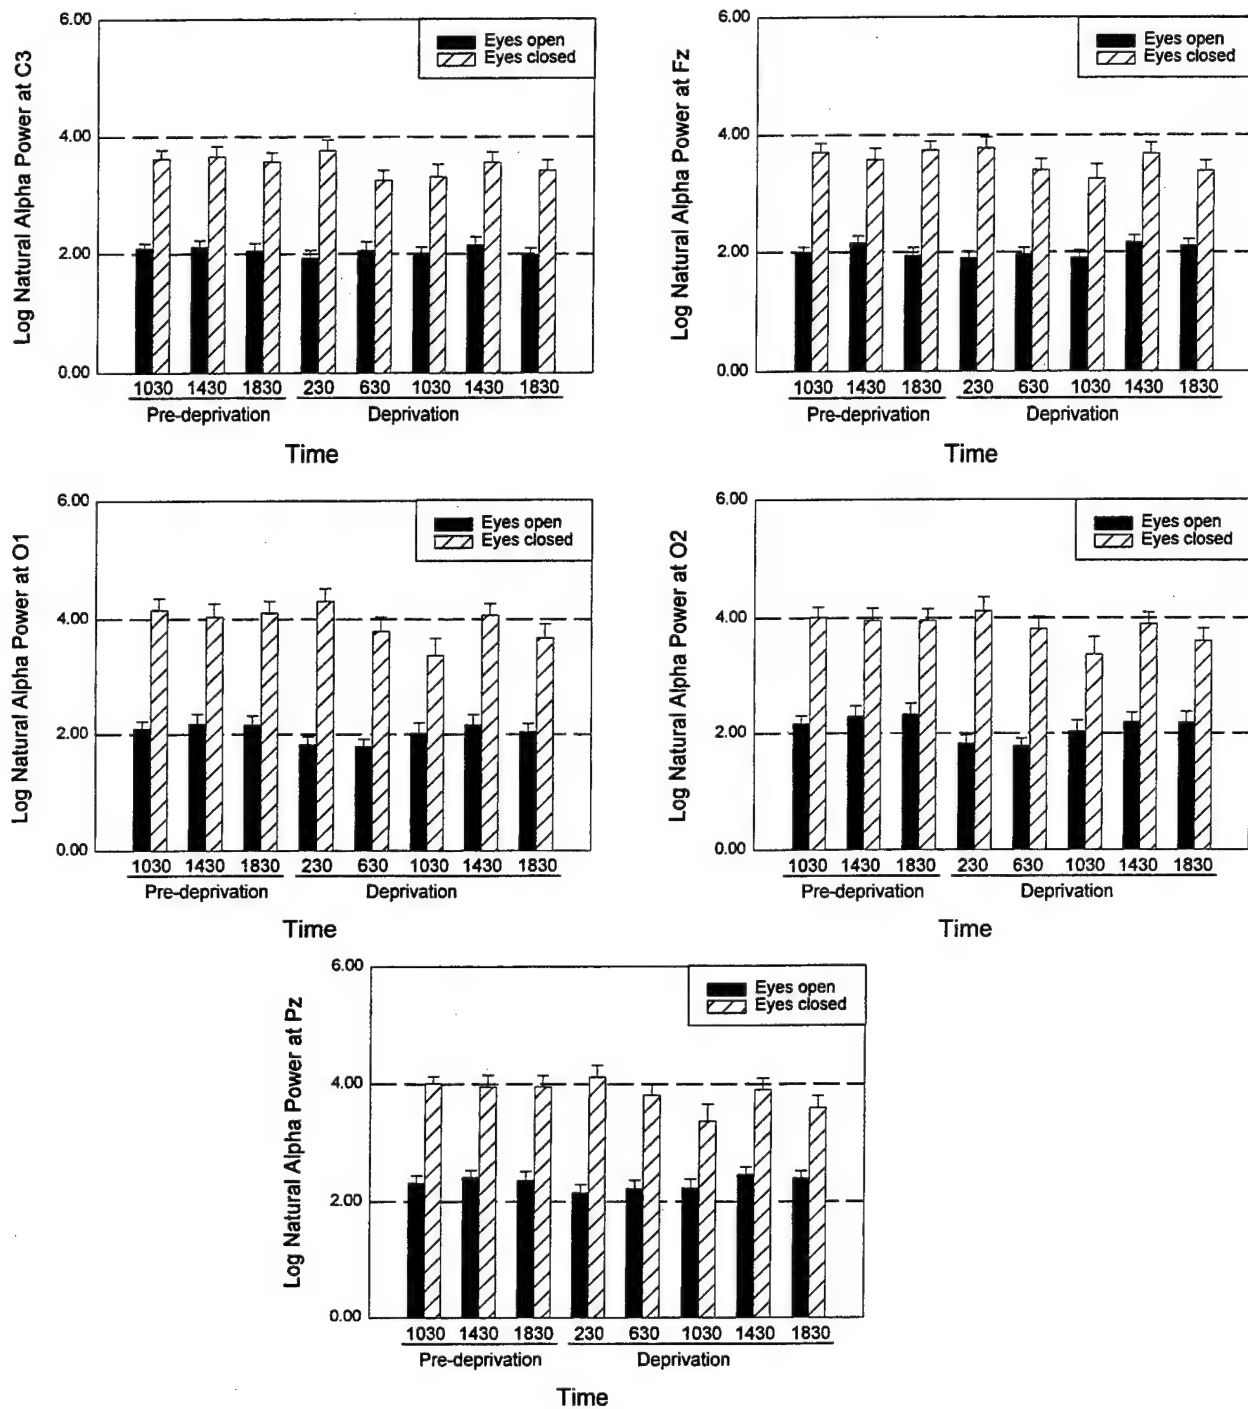 Log Natural Alpha Power at C3
6.00
4.00
2.00
0.00
Eyes open
Eyes closed
1030 1430 1830 230 630 1030 1430 1830
Pre-deprivation Deprivation
Time
Log Natural Alpha Power at Fz
6.00
4.00
2.00
0.00
Eyes open
Eyes closed
1030 1430 1830 230 630 1030 1430 1830
Pre-deprivation Deprivation
Time
Log Natural Alpha Power at O1
6.00
4.00
2.00
0.00
Eyes open
Eyes closed
1030 1430 1830 230 630 1030 1430 1830
Pre-deprivation Deprivation
Time
Log Natural Alpha Power at O2
6.00
4.00
2.00
0.00
Eyes open
Eyes closed
1030 1430 1830 230 630 1030 1430 1830
Pre-deprivation Deprivation
Time
Log Natural Alpha Power at Pz
6.00
4.00
2.00
0.00
Eyes open
Eyes closed
1030 1430 1830 230 630 1030 1430 1830
Pre-deprivation Deprivation
Time